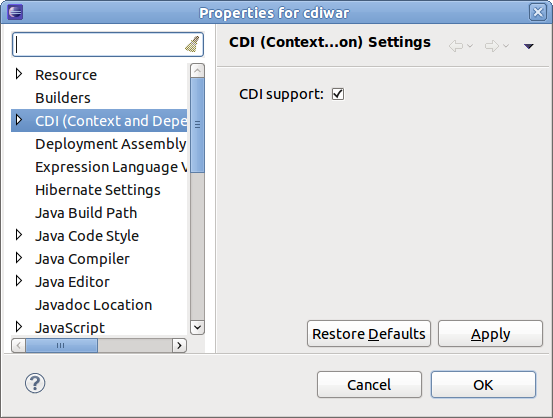 Properties for cdiwar
CDI (Context...on) Settings
Resource
Builders
CDI (Context and Depe
Deployment Assembly
Expression Language V
Hibernate Settings
Java Build Path
Java Code Style
Java Compiler
Java Editor
Javadoc Location
JavaScript
CDI support:
Restore Defaults
Apply
?
Cancel
OK